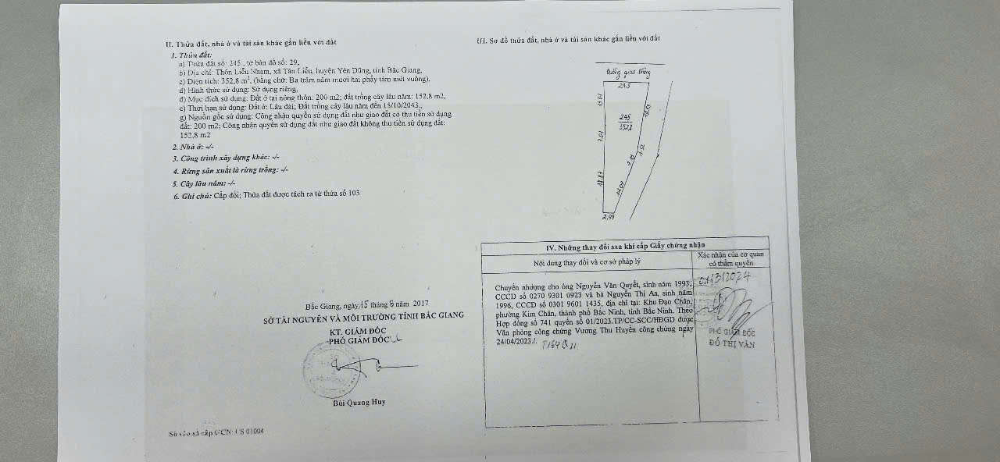 II. Thửa đất, nhà ở và tài sản khác gắn liền với đất
1. Thửa đất:
a) Thửa đất số: 245 , tờ bản đồ số: 29,
b) Địa chỉ: Thôn Liễu Nham, xã Tân Liễu, huyện Yên Dũng, tỉnh Bắc Giang,
c) Diện tích: 352,8 m², (bằng chữ: Ba trăm năm mươi hai phẩy tám mét vuông),
d) Hình thức sử dụng: Sử dụng riêng,
đ) Mục đích sử dụng: Đất ở tại nông thôn: 200 m2; đất trồng cây lâu năm: 152,8 m2,
e) Thời hạn sử dụng: Đất ở: Lâu dài; Đất trồng cây lâu năm đến 15/10/2043.,
g) Nguồn gốc sử dụng: Công nhận quyền sử dụng đất như giao đất có thu tiền sử dụng
đất: 200 m2; Công nhận quyền sử dụng đất như giao đất không thu tiền sử dụng đất:
152,8 m2
2. Nhà ở: -/-
3. Công trình xây dựng khác: -/-
4. Rừng sản xuất là rừng trồng: -/-
5. Cây lâu năm: -/-
6. Ghi chú: Cấp đổi; Thửa đất được tách ra từ thửa số 103
Bắc Giang, ngày 15 tháng 8 năm 2017
SỞ TÀI NGUYÊN VÀ MÔI TRƯỜNG TỈNH BẮC GIANG
KT. GIÁM ĐỐC
PHÓ GIÁM ĐỐC
Bùi Quang Huy
Số vào sổ cấp GCN: CS 01004
III. Sơ đồ thửa đất, nhà ở và tài sản khác gắn liền với đất
Đường giao thông
245
2,99
IV. Những thay đổi sau khi cấp Giấy chứng nhận
Nội dung thay đổi và cơ sở pháp lý
Xác nhận của cơ quan
có thẩm quyền
Chuyển nhượng cho ông Nguyễn Văn Quyết, sinh năm 1993,
CCCD số 0270 9301 0923 và bà Nguyễn Thị An, sinh năm
1996, CCCD số 0301 9601 1435, địa chỉ tại: Khu Đạo Chân,
phường Kim Chân, thành phố Bắc Ninh, tỉnh Bắc Ninh. Theo
Hợp đồng số 741 quyển số 01/2023.TP/CC-SCC/HĐGD được
Văn phòng công chứng Vương Thu Huyền công chứng ngày
24/04/2023./.
PHÓ GIÁM ĐỐC
ĐỖ THỊ VÂN